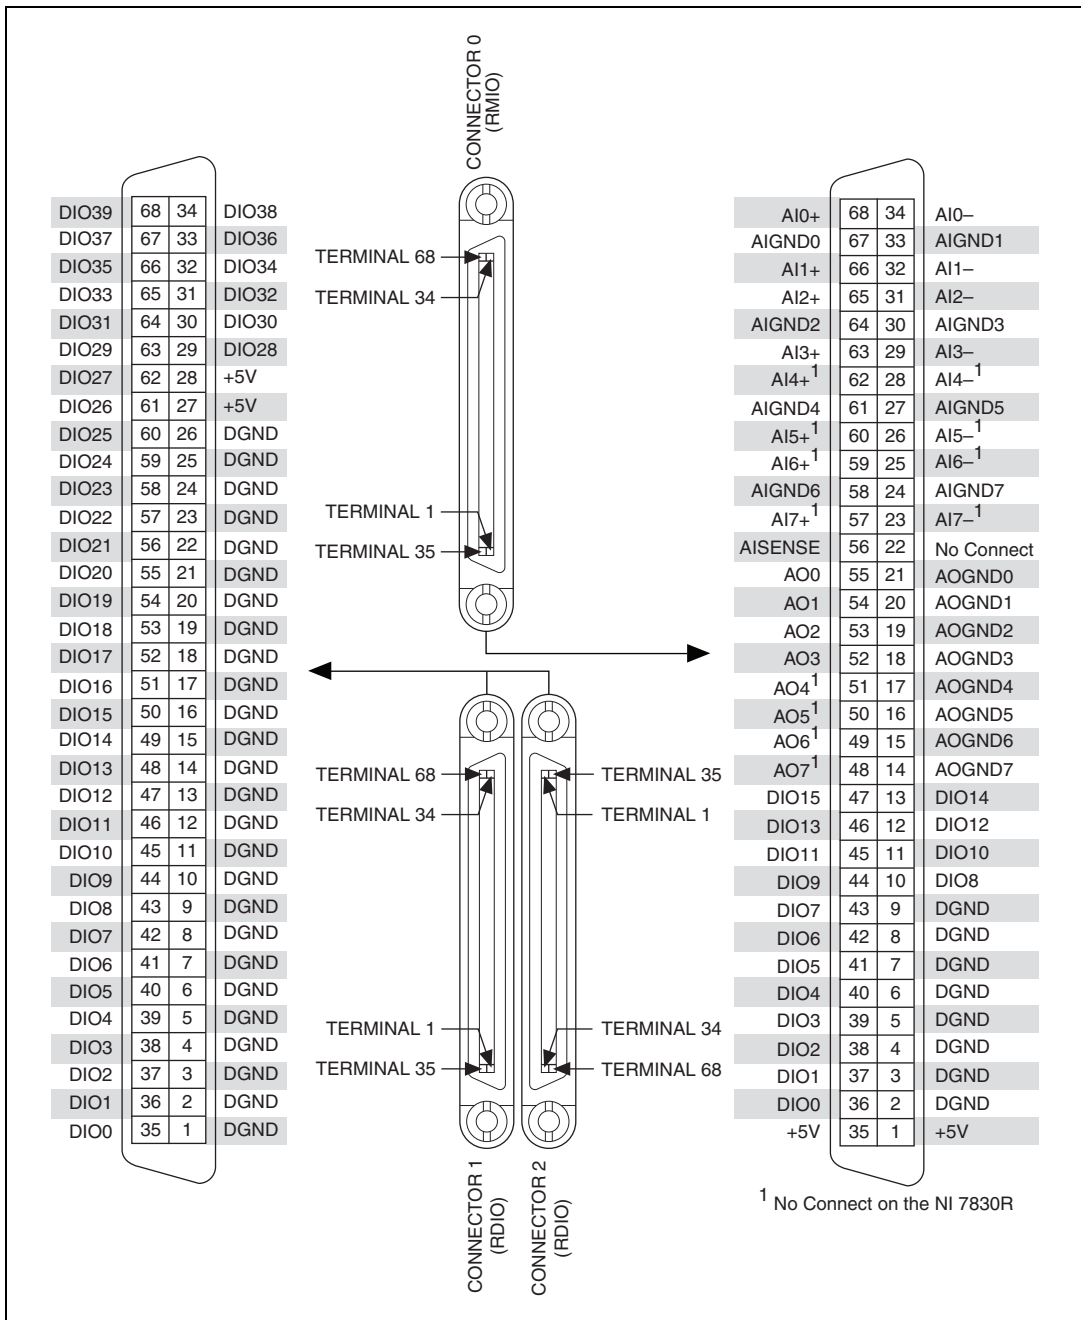 CONNECTOR 0
(RMIO)
DIO39 68 34 DIO38
DIO37 67 33 DIO36
DIO35 66 32 DIO34
DIO33 65 31 DIO32
DIO31 64 30 DIO30
DIO29 63 29 DIO28
DIO27 62 28 +5V
DIO26 61 27 +5V
DIO25 60 26 DGND
DIO24 59 25 DGND
DIO23 58 24 DGND
DIO22 57 23 DGND
DIO21 56 22 DGND
DIO20 55 21 DGND
DIO19 54 20 DGND
DIO18 53 19 DGND
DIO17 52 18 DGND
DIO16 51 17 DGND
DIO15 50 16 DGND
DIO14 49 15 DGND
DIO13 48 14 DGND
DIO12 47 13 DGND
DIO11 46 12 DGND
DIO10 45 11 DGND
DIO9 44 10 DGND
DIO8 43 9 DGND
DIO7 42 8 DGND
DIO6 41 7 DGND
DIO5 40 6 DGND
DIO4 39 5 DGND
DIO3 38 4 DGND
DIO2 37 3 DGND
DIO1 36 2 DGND
DIO0 35 1 DGND
TERMINAL 68
TERMINAL 34
TERMINAL 1
TERMINAL 35
TERMINAL 68
TERMINAL 34
TERMINAL 35
TERMINAL 1
TERMINAL 1
TERMINAL 35
TERMINAL 34
TERMINAL 68
CONNECTOR 1
(RDIO)
CONNECTOR 2
(RDIO)
AI0+ 68 34 AI0–
AIGND0 67 33 AIGND1
AI1+ 66 32 AI1–
AI2+ 65 31 AI2–
AIGND2 64 30 AIGND3
AI3+ 63 29 AI3–
AI4+¹ 62 28 AI4–¹
AIGND4 61 27 AIGND5
AI5+¹ 60 26 AI5–¹
AI6+¹ 59 25 AI6–¹
AIGND6 58 24 AIGND7
AI7+¹ 57 23 AI7–¹
AISENSE 56 22 No Connect
AO0 55 21 AOGND0
AO1 54 20 AOGND1
AO2 53 19 AOGND2
AO3 52 18 AOGND3
AO4¹ 51 17 AOGND4
AO5¹ 50 16 AOGND5
AO6¹ 49 15 AOGND6
AO7¹ 48 14 AOGND7
DIO15 47 13 DIO14
DIO13 46 12 DIO12
DIO11 45 11 DIO10
DIO9 44 10 DIO8
DIO7 43 9 DGND
DIO6 42 8 DGND
DIO5 41 7 DGND
DIO4 40 6 DGND
DIO3 39 5 DGND
DIO2 38 4 DGND
DIO1 37 3 DGND
DIO0 36 2 DGND
+5V 35 1 +5V
¹ No Connect on the NI 7830R